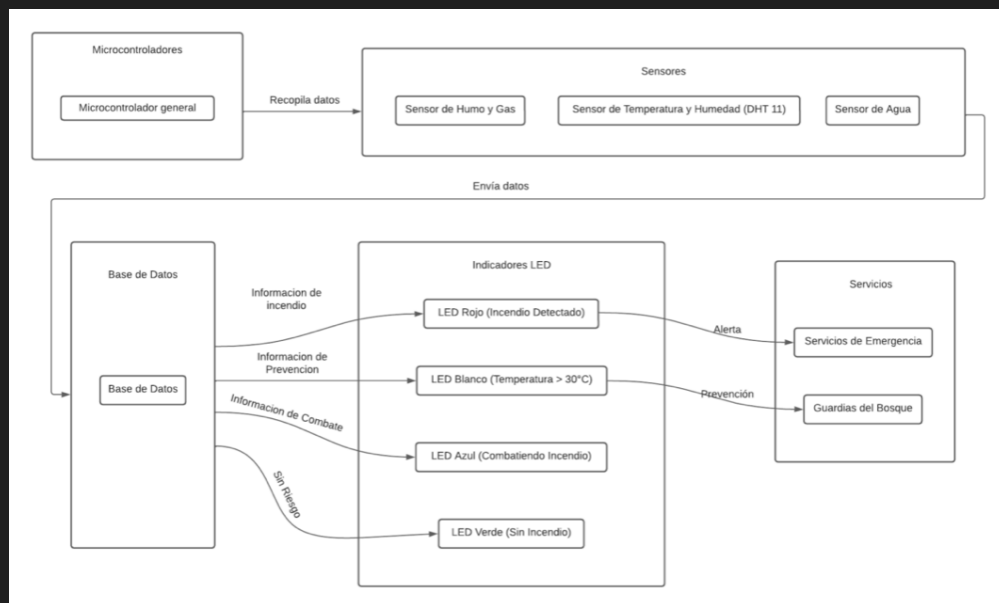 Microcontroladores
Microcontrolador general
Recopila datos
Sensores
Sensor de Humo y Gas
Sensor de Temperatura y Humedad (DHT 11)
Sensor de Agua
Envía datos
Base de Datos
Base de Datos
Informacion de
incendio
Informacion de
Prevencion
Informacion de Combate
Sin Riesgo
Indicadores LED
LED Rojo (Incendio Detectado)
LED Blanco (Temperatura > 30°C)
LED Azul (Combatiendo Incendio)
LED Verde (Sin Incendio)
Alerta
Prevención
Servicios
Servicios de Emergencia
Guardias del Bosque